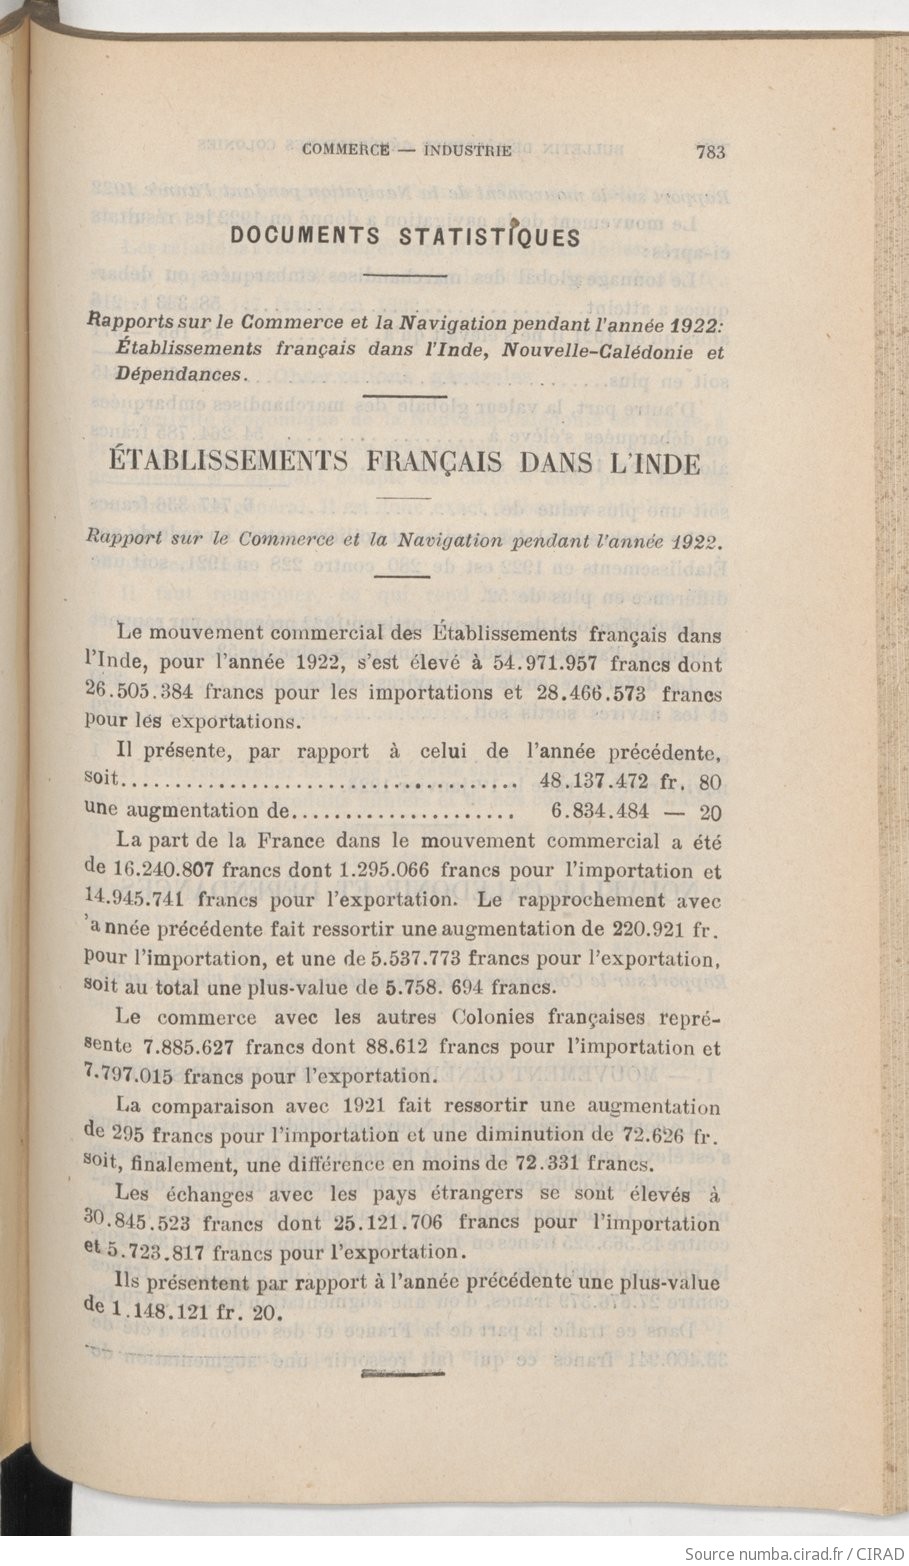 COMMERCE — INDUSTRIE 783
DOCUMENTS STATISTIQUES
Rapports sur le Commerce et la Navigation pendant l'année 1922:
Établissements français dans l'Inde, Nouvelle-Calédonie et
Dépendances.
ÉTABLISSEMENTS FRANÇAIS DANS L'INDE
Rapport sur le Commerce et la Navigation pendant l'année 1922.
Le mouvement commercial des Établissements français dans
l'Inde, pour l'année 1922, s'est élevé à 54.971.957 francs dont
26.505.384 francs pour les importations et 28.466.573 francs
pour les exportations.
Il présente, par rapport à celui de l'année précédente,
soit..................................... 48.137.472 fr. 80
une augmentation de..................... 6.834.484 — 20
La part de la France dans le mouvement commercial a été
de 16.240.807 francs dont 1.295.066 francs pour l'importation et
14.945.741 francs pour l'exportation. Le rapprochement avec
'année précédente fait ressortir une augmentation de 220.921 fr.
pour l'importation, et une de 5.537.773 francs pour l'exportation,
soit au total une plus-value de 5.758. 694 francs.
Le commerce avec les autres Colonies françaises repré-
sente 7.885.627 francs dont 88.612 francs pour l'importation et
7.797.015 francs pour l'exportation.
La comparaison avec 1921 fait ressortir une augmentation
de 295 francs pour l'importation et une diminution de 72.626 fr.
soit, finalement, une différence en moins de 72.331 francs.
Les échanges avec les pays étrangers se sont élevés à
30.845.523 francs dont 25.121.706 francs pour l'importation
et 5.723.817 francs pour l'exportation.
Ils présentent par rapport à l'année précédente une plus-value
de 1.148.121 fr. 20.
Source numba.cirad.fr / CIRAD